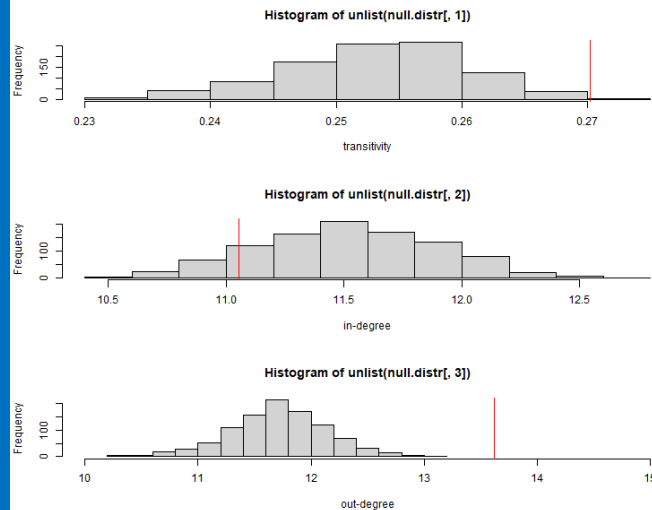 Histogram of unlist(null.distr[, 1])
Frequency
0 150
0.23 0.24 0.25 0.26 0.27
transitivity
Histogram of unlist(null.distr[, 2])
Frequency
0 100
10.5 11.0 11.5 12.0 12.5
in-degree
Histogram of unlist(null.distr[, 3])
Frequency
0 100
10 11 12 13 14 15
out-degree